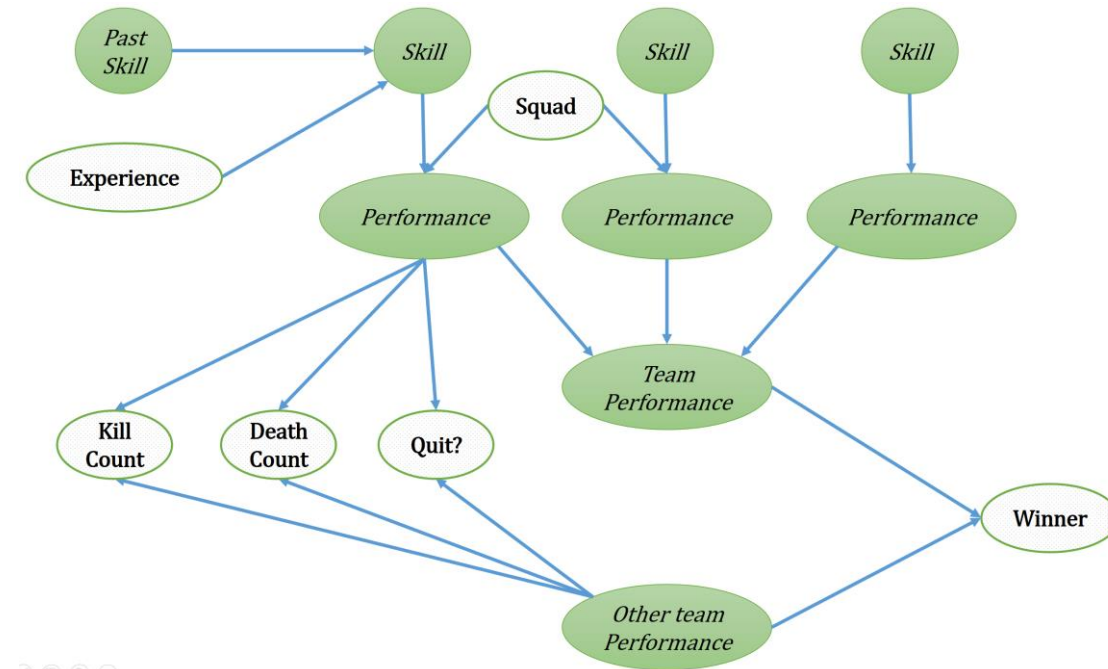 Past
Skill
Skill
Skill
Skill
Squad
Experience
Performance
Performance
Performance
Team
Performance
Kill
Count
Death
Count
Quit?
Winner
Other team
Performance